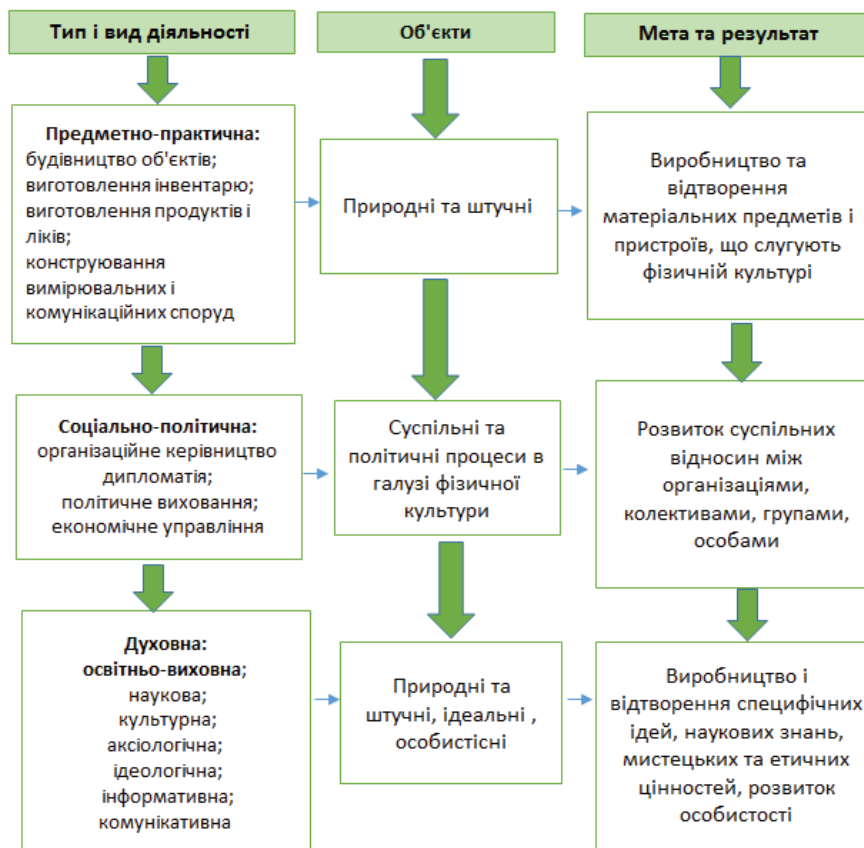 Тип і вид діяльності
Об'єкти
Мета та результат
Предметно-практична:
будівництво об'єктів;
виготовлення інвентарю;
виготовлення продуктів і
ліків;
конструювання
вимірювальних і
комунікаційних споруд
Природні та штучні
Виробництво та
відтворення
матеріальних предметів і
пристроїв, що слугують
фізичній культурі
Соціально-політична:
організаційне керівництво
дипломатія;
політичне виховання;
економічне управління
Суспільні та
політичні процеси в
галузі фізичної
культури
Розвиток суспільних
відносин між
організаціями,
колективами, групами,
особами
Духовна:
освітньо-виховна;
наукова;
культурна;
аксіологічна;
ідеологічна;
інформативна;
комунікативна
Природні та
штучні, ідеальні ,
особистісні
Виробництво і
відтворення специфічних
ідей, наукових знань,
мистецьких та етичних
цінностей, розвиток
особистості